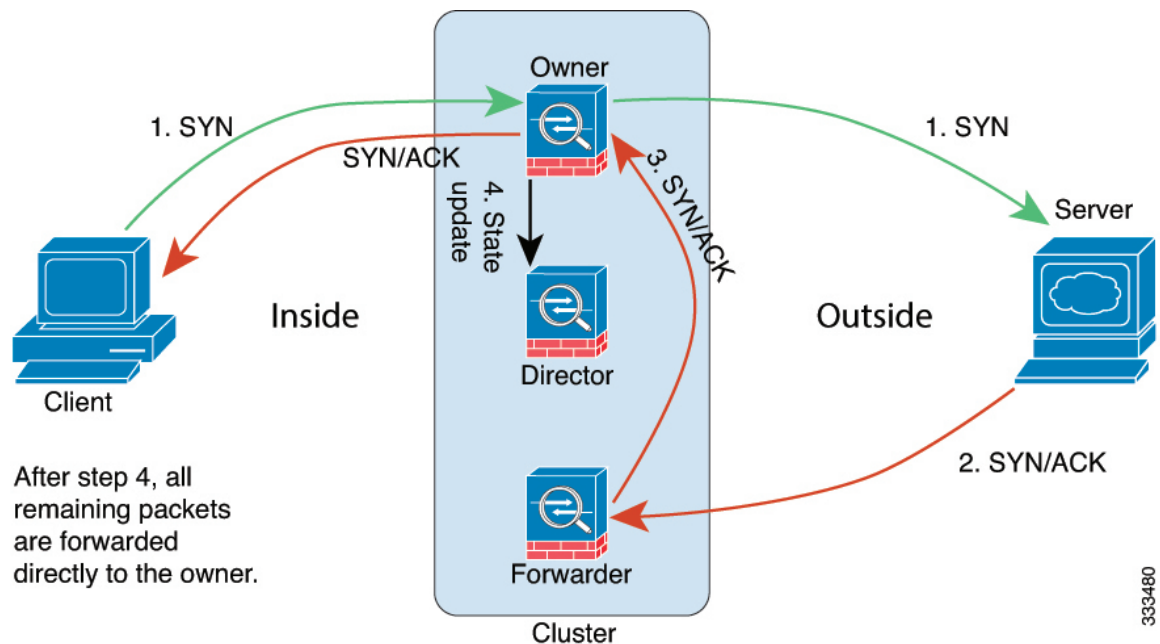 Owner
1. SYN
1. SYN
SYN/ACK
3. SYN/ACK
4. State
update
Server
Inside
Outside
Director
Client
2. SYN/ACK
After step 4, all
remaining packets
are forwarded
directly to the owner.
Forwarder
Cluster
333480